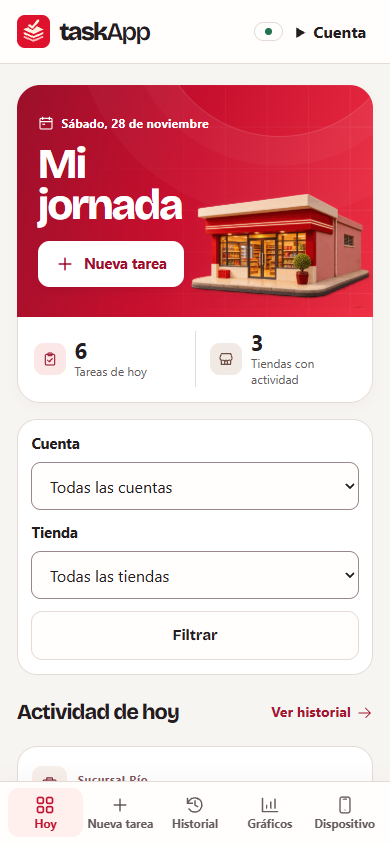 taskApp
Cuenta
Sábado, 28 de noviembre
Mi
jornada
Nueva tarea
6
Tareas de hoy
3
Tiendas con
actividad
Cuenta
Todas las cuentas
Tienda
Todas las tiendas
Filtrar
Actividad de hoy
Ver historial
Sucursal Río
Hoy
Nueva tarea
Historial
Gráficos
Dispositivo